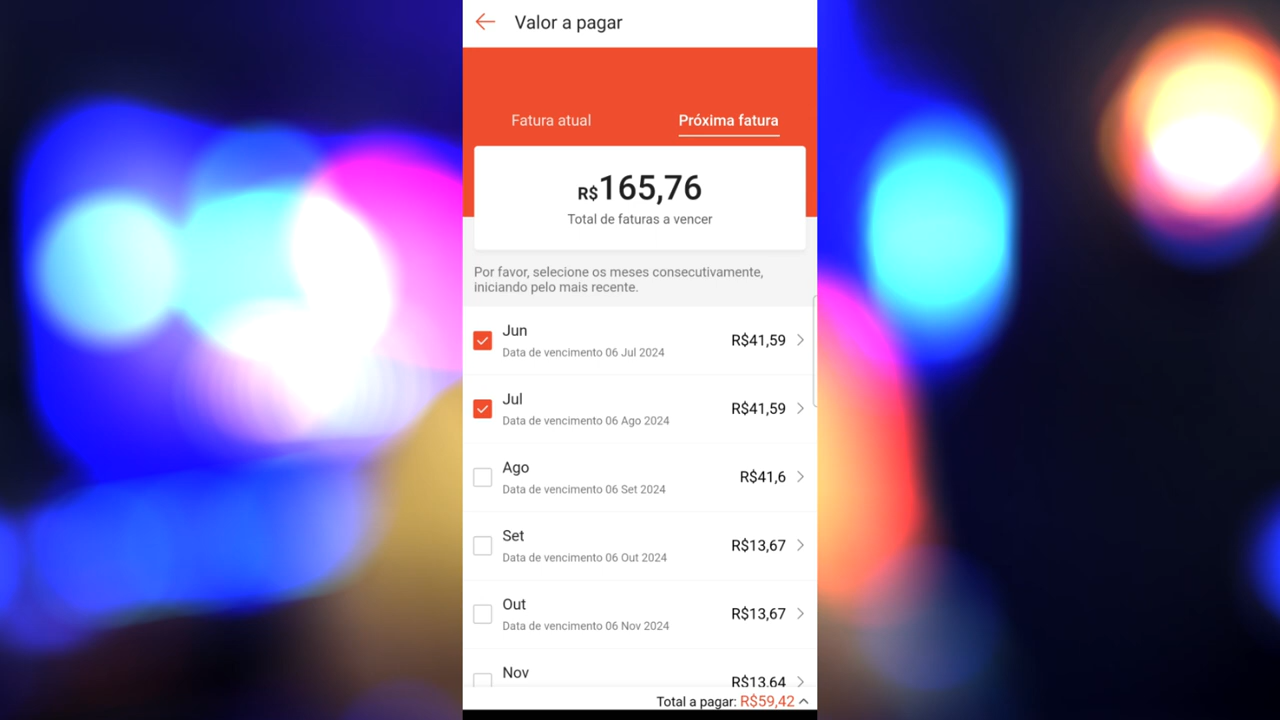 Valor a pagar
Fatura atual
Próxima fatura
R$165,76
Total de faturas a vencer
Por favor, selecione os meses consecutivamente,
iniciando pelo mais recente.
Jun
R$41,59
Data de vencimento 06 Jul 2024
Jul
R$41,59
Data de vencimento 06 Ago 2024
Ago
R$41,6
Data de vencimento 06 Set 2024
Set
R$13,67
Data de vencimento 06 Out 2024
Out
R$13,67
Data de vencimento 06 Nov 2024
Nov
R$13,64
Total a pagar: R$59,42